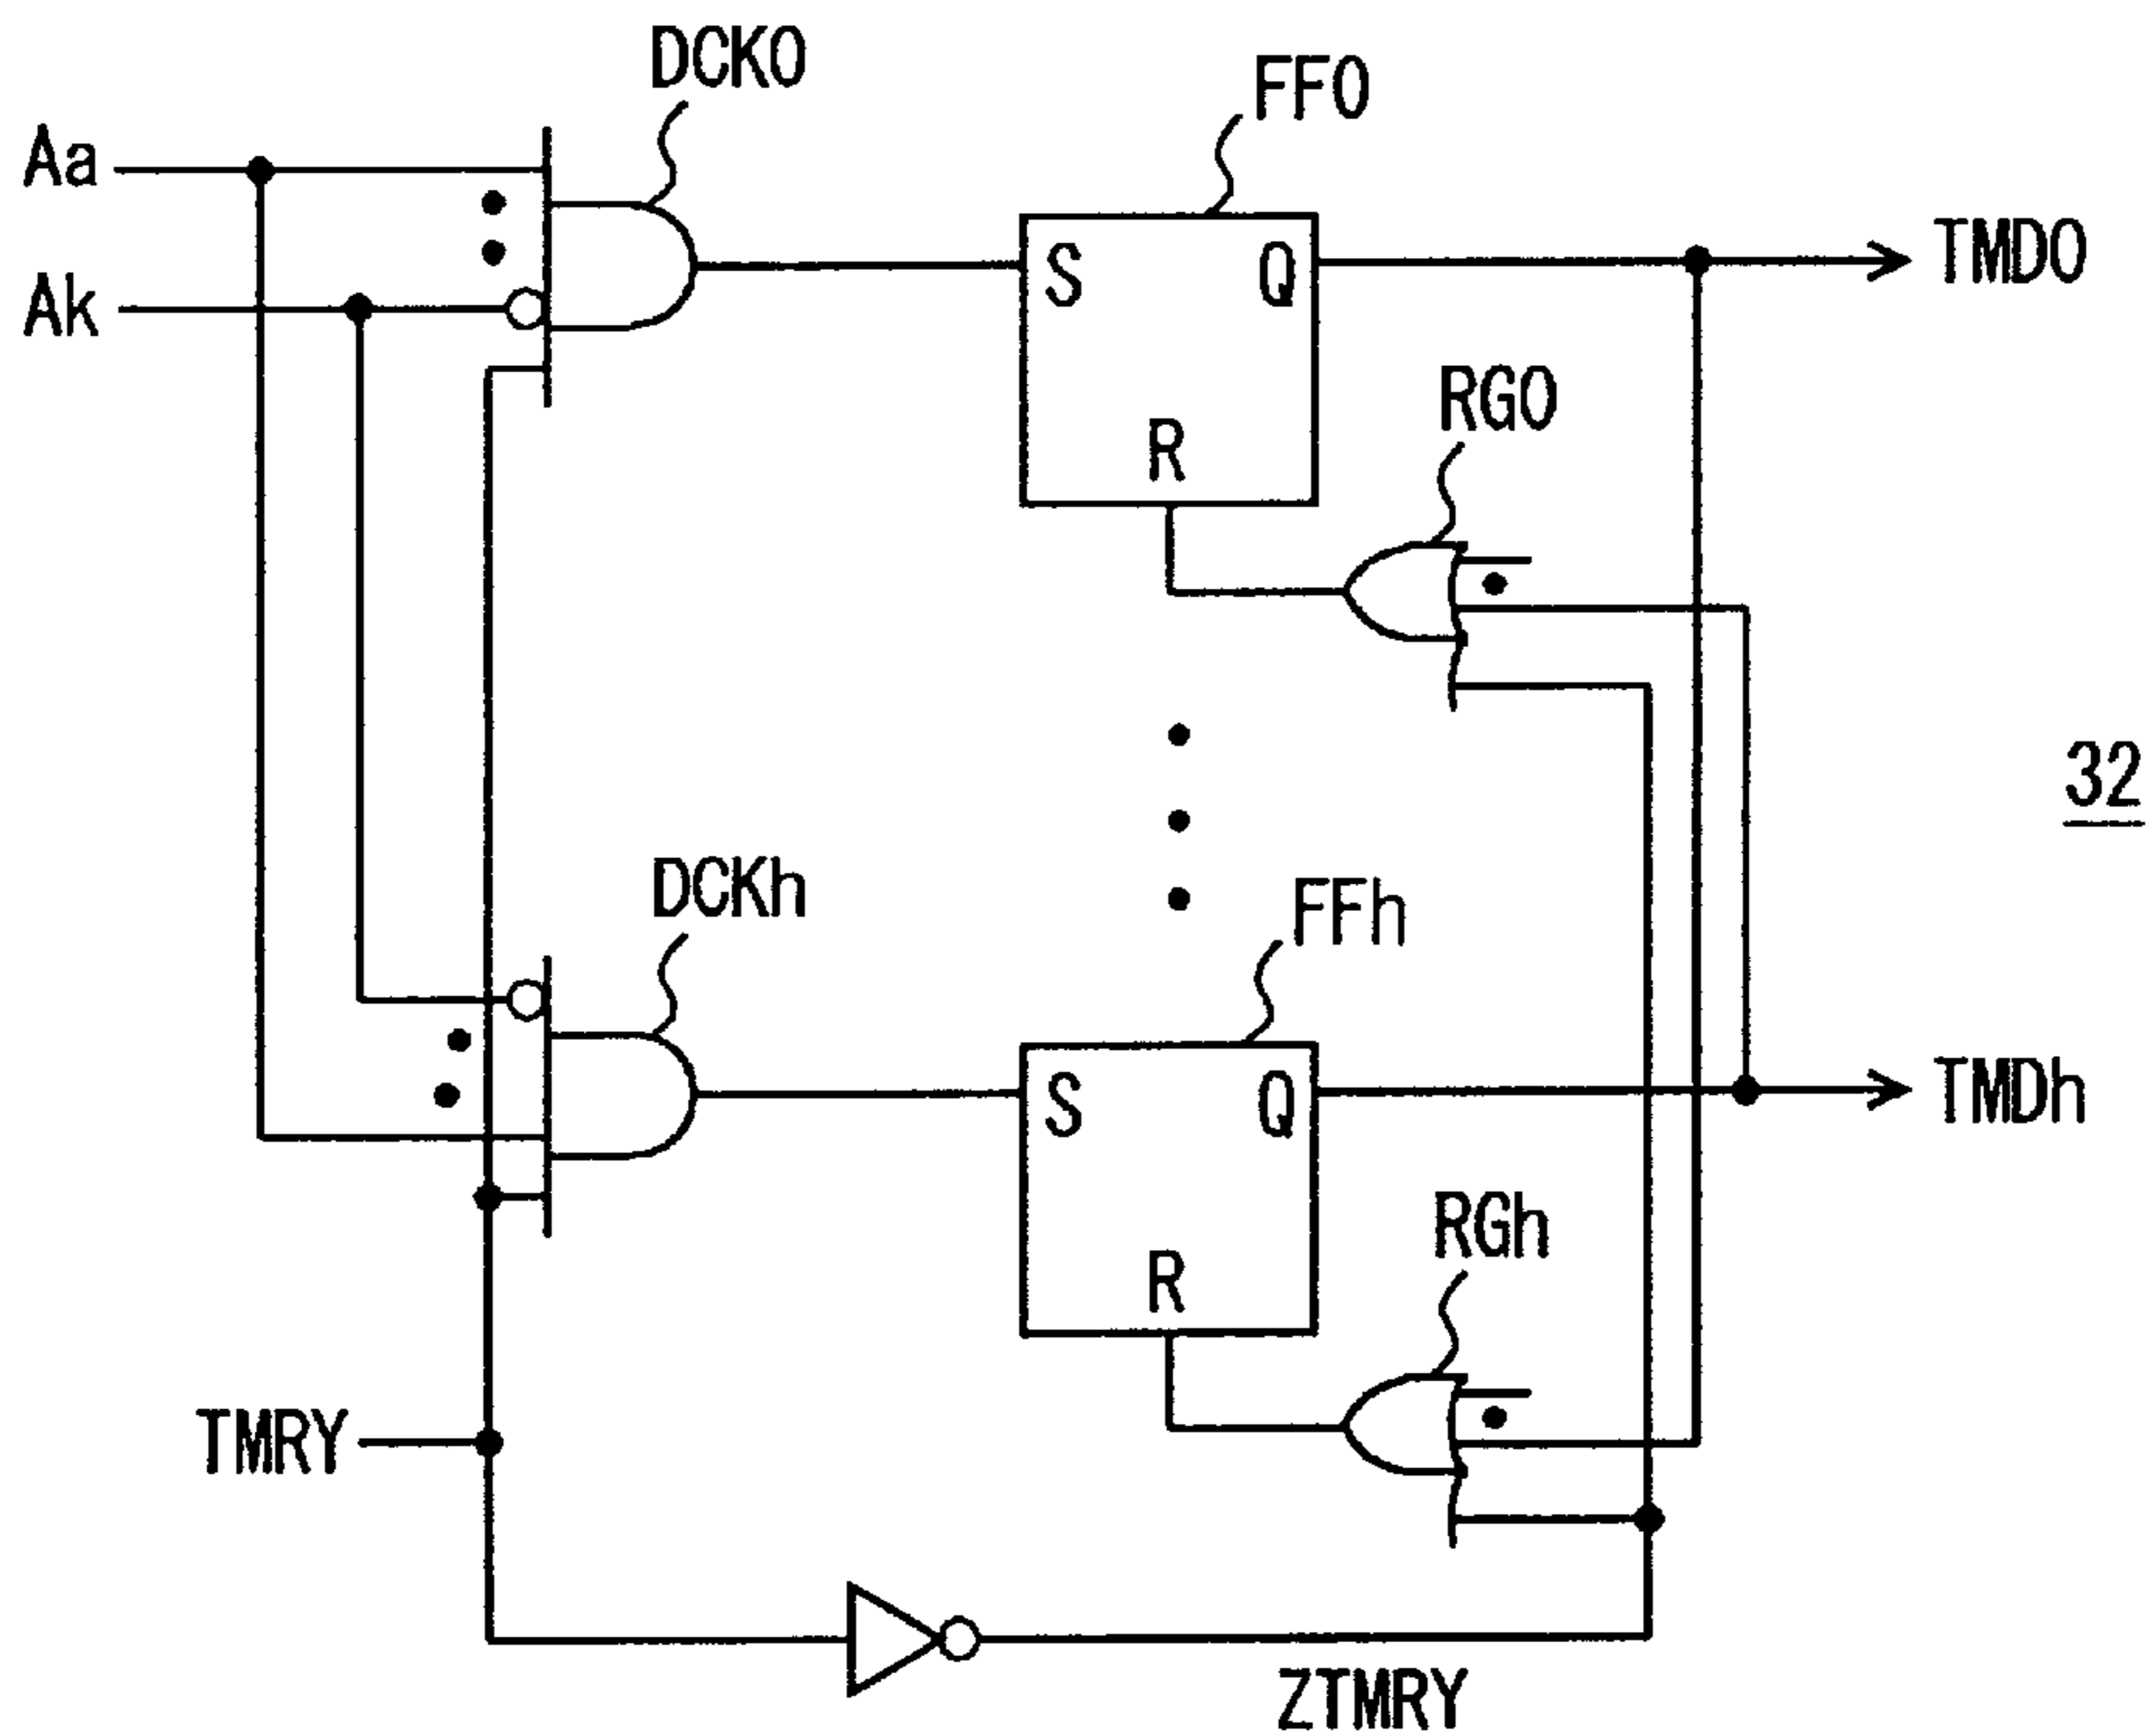 DCK0
FF0
Aa
TMD0
S
Q
Ak
RG0
R
32
DCKh
FFh
TMDh
S
Q
RGh
R
TMRY
ZTMRY